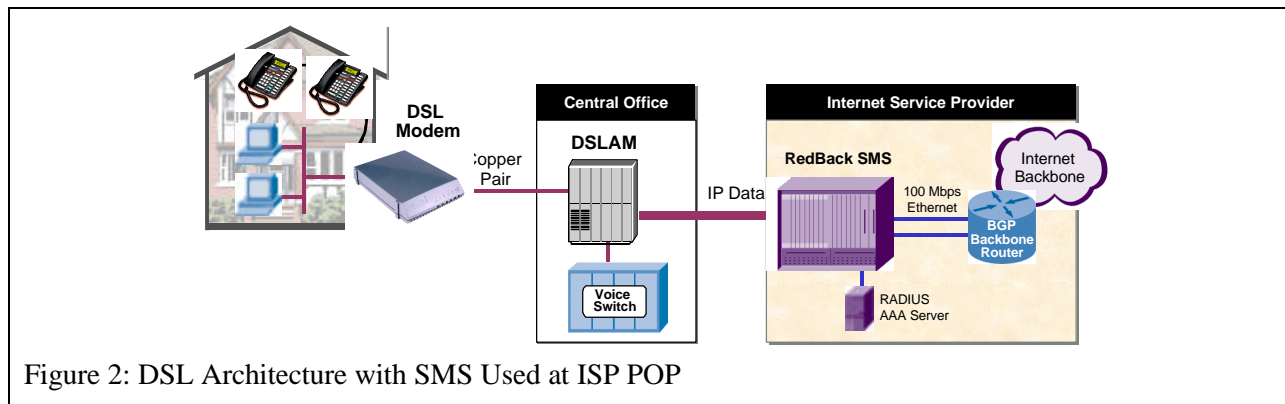 DSL
Modem
Pair
Central Office
DSLAM
Voice
Switch
IP Data
Internet Service Provider
RedBack SMS
100 Mbps
Ethernet
Internet
Backbone
BGP
Backbone
Router
RADIUS
AAA Server
Figure 2: DSL Architecture with SMS Used at ISP POP